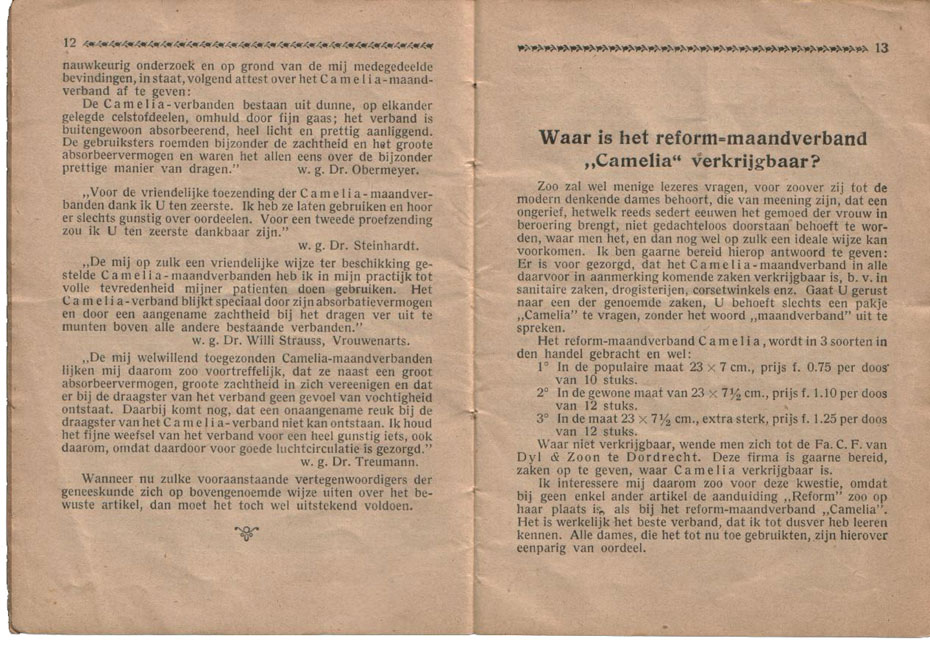 12
nauwkeurig onderzoek en op grond van de mij medegedeelde
bevindingen, in staat, volgend attest over het Camelia-maand-
verband af te geven:
De Camelia-verbanden bestaan uit dunne, op elkander
gelegde celstofdeelen, omhuld door fijn gaas; het verband is
buitengewoon absorbeerend, heel licht en prettig aanliggend.
De gebruiksters roemden bijzonder de zachtheid en het groote
absorbeervermogen en waren het allen eens over de bijzonder
prettige manier van dragen.” w. g. Dr. Obermeyer.
„Voor de vriendelijke toezending der Camelia-maandver-
banden dank ik U ten zeerste. Ik heb ze laten gebruiken en hoor
er slechts gunstig over oordeelen. Voor een tweede proefzending
zou ik U ten zeerste dankbaar zijn.”
w. g. Dr. Steinhardt.
„De mij op zulk een vriendelijke wijze ter beschikking ge-
stelde Camelia-maandverbanden heb ik in mijn practijk tot
volle tevredenheid mijner patienten doen gebruiken. Het
Camelia-verband blijkt speciaal door zijn absorbatievermogen
en door een aangename zachtheid bij het dragen ver uit te
munten boven alle andere bestaande verbanden.”
w. g. Dr. Willi Strauss, Vrouwenarts.
„De mij welwillend toegezonden Camelia-maandverbanden
lijken mij daarom zoo voortreffelijk, dat ze naast een groot
absorbeervermogen, groote zachtheid in zich vereenigen en dat
er bij de draagster van het verband geen gevoel van vochtigheid
ontstaat. Daarbij komt nog, dat een onaangename reuk bij de
draagster van het Camelia-verband niet kan ontstaan. Ik houd
het fijne weefsel van het verband voor een heel gunstig iets, ook
daarom, omdat daardoor voor goede luchtcirculatie is gezorgd.”
w. g. Dr. Treumann.
Wanneer nu zulke vooraanstaande vertegenwoordigers der
geneeskunde zich op bovengenoemde wijze uiten over het be-
wuste artikel, dan moet het toch wel uitstekend voldoen.
13
Waar is het reform=maandverband
„Camelia“ verkrijgbaar?
Zoo zal wel menige lezeres vragen, voor zoover zij tot de
modern denkende dames behoort, die van meening zijn, dat een
ongerief, hetwelk reeds sedert eeuwen het gemoed der vrouw in
beroering brengt, niet gedachteloos doorstaan behoeft te wor-
den, waar men het, en dan nog wel op zulk een ideale wijze kan
voorkomen. Ik ben gaarne bereid hierop antwoord te geven:
Er is voor gezorgd, dat het Camelia-maandverband in alle
daarvoor in aanmerking komende zaken verkrijgbaar is, b. v. in
sanitaire zaken, drogisterijen, corsetwinkels enz. Gaat U gerust
naar een der genoemde zaken, U behoeft slechts een pakje
„Camelia” te vragen, zonder het woord „maandverband” uit te
spreken.
Het reform-maandverband Camelia, wordt in 3 soorten in
den handel gebracht en wel:
1° In de populaire maat 23 × 7 cm., prijs f. 0.75 per doos
van 10 stuks.
2° In de gewone maat van 23 × 7½ cm., prijs f. 1.10 per doos
van 12 stuks.
3° In de maat 23 × 7½ cm., extra sterk, prijs f. 1.25 per doos
van 12 stuks.
Waar niet verkrijgbaar, wende men zich tot de Fa. C. F. van
Dyl & Zoon te Dordrecht. Deze firma is gaarne bereid,
zaken op te geven, waar Camelia verkrijgbaar is.
Ik interessere mij daarom zoo voor deze kwestie, omdat
bij geen enkel ander artikel de aanduiding „Reform” zoo op
haar plaats is, als bij het reform-maandverband „Camelia”.
Het is werkelijk het beste verband, dat ik tot dusver heb leeren
kennen. Alle dames, die het tot nu toe gebruikten, zijn hierover
eenparig van oordeel.